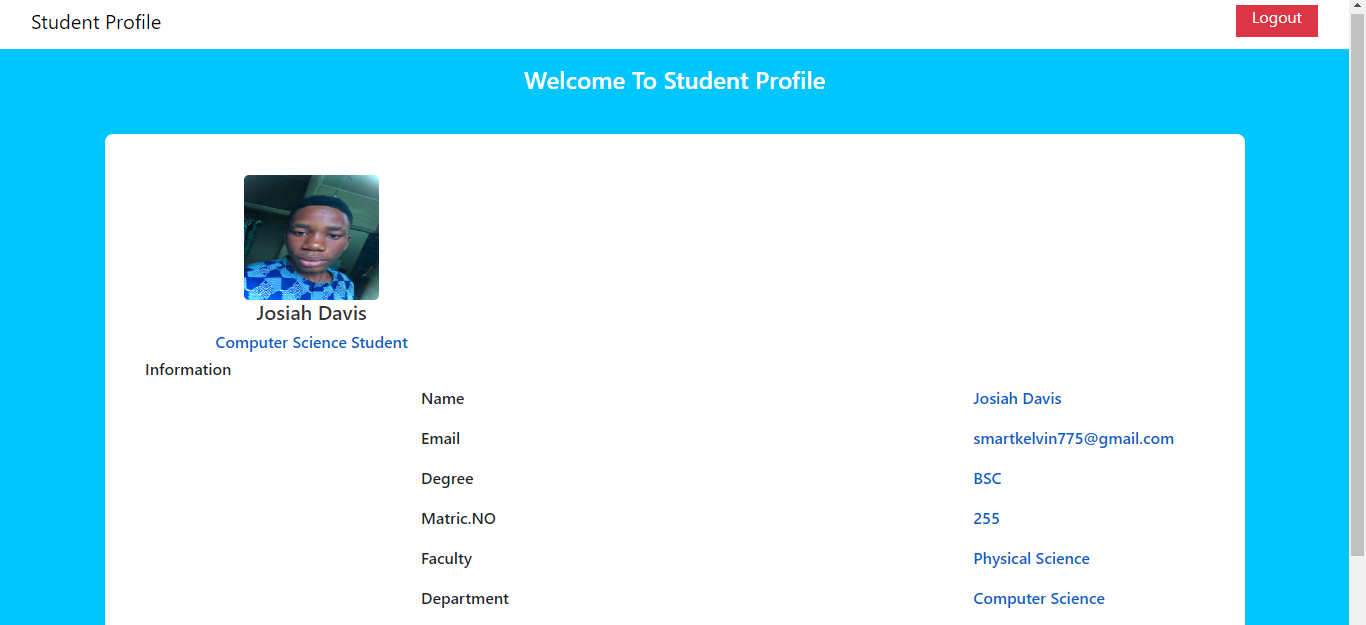 Student Profile
Logout
Welcome To Student Profile
Josiah Davis
Computer Science Student
Information
Name Josiah Davis
Email smartkelvin775@gmail.com
Degree BSC
Matric.NO 255
Faculty Physical Science
Department Computer Science